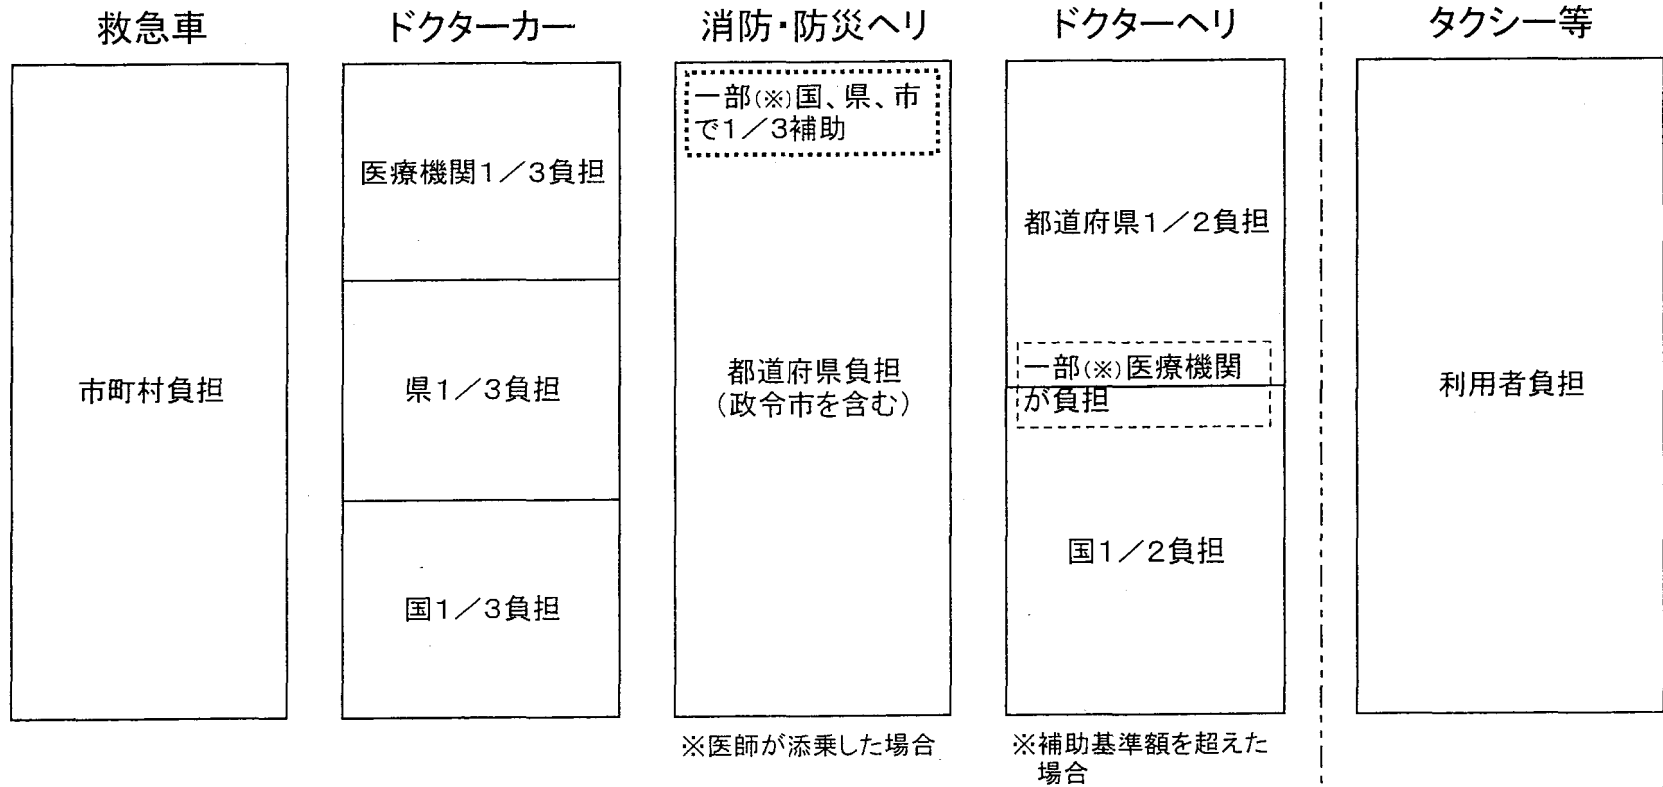 救急車
ドクターカー
消防・防災ヘリ
ドクターヘリ
タクシー等
市町村負担
医療機関1／3負担
県1／3負担
国1／3負担
一部(※)国、県、市
で1／3補助
都道府県負担
（政令市を含む）
※医師が添乗した場合
都道府県1／2負担
一部(※)医療機関
が負担
国1／2負担
※補助基準額を超えた
場合
利用者負担